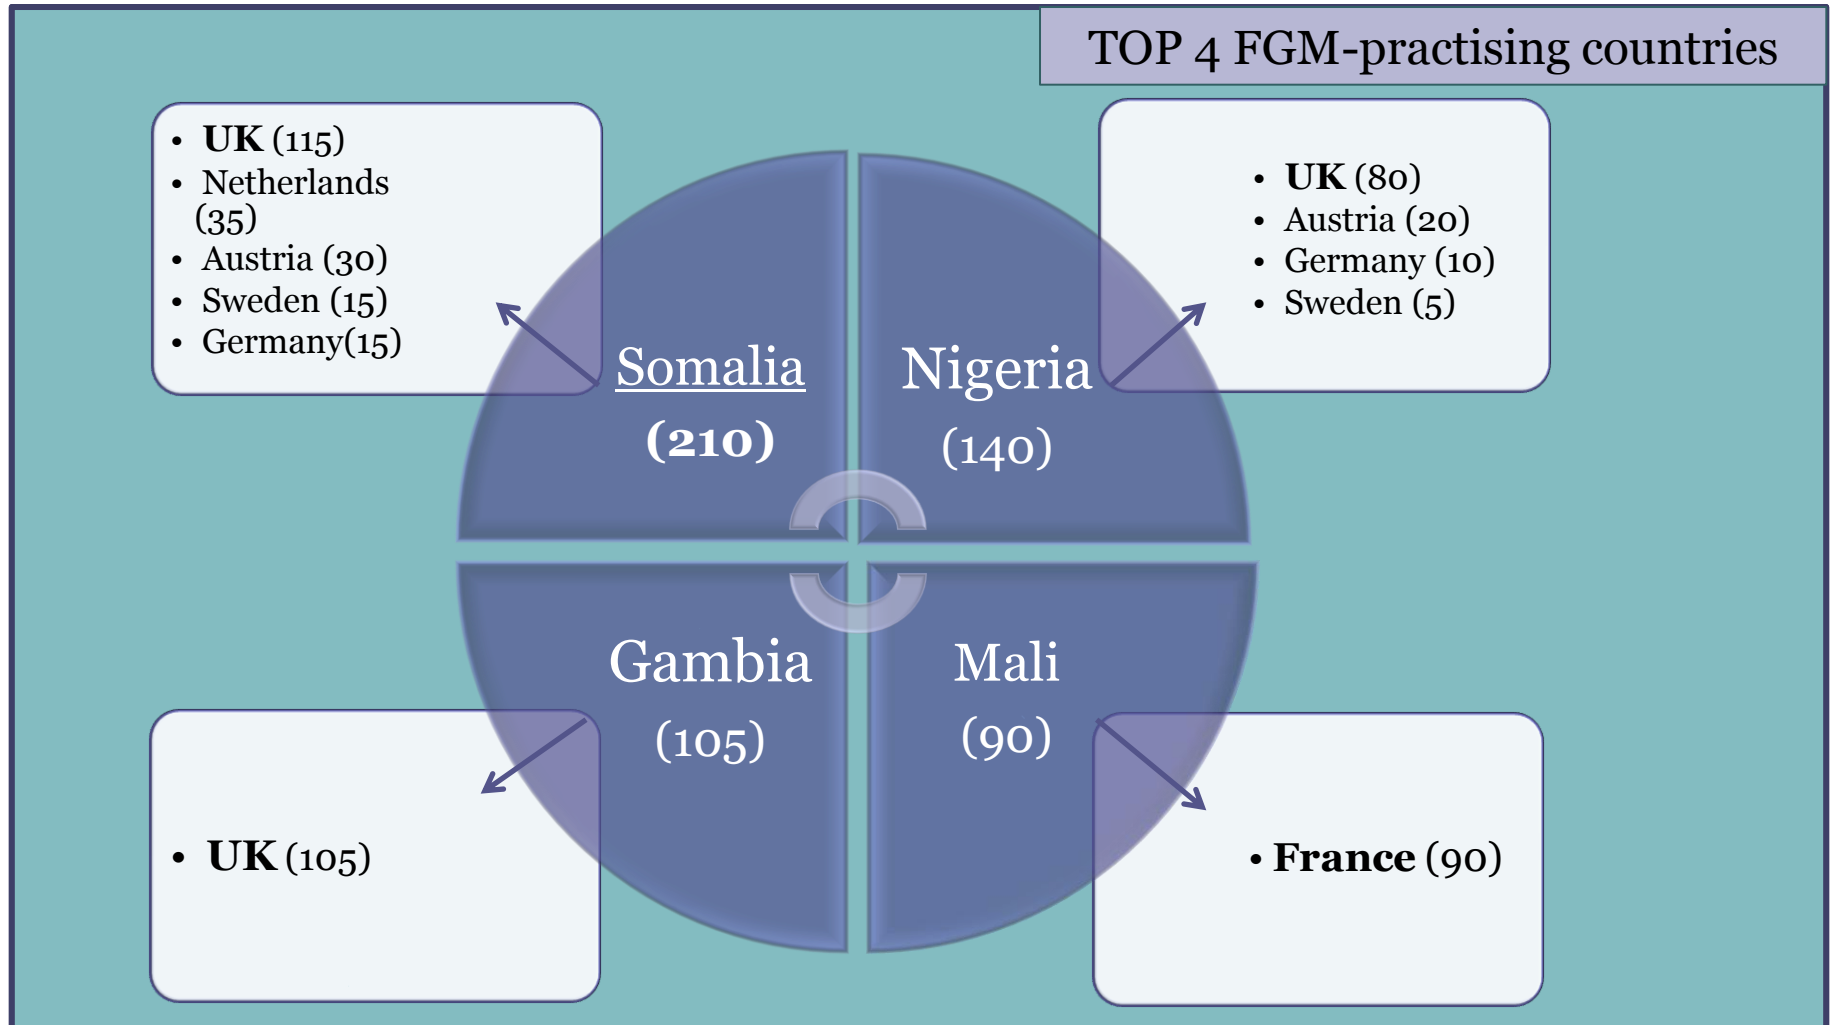 TOP 4 FGM-practising countries
• UK (115)
• Netherlands
(35)
• Austria (30)
• Sweden (15)
• Germany(15)
• UK (80)
• Austria (20)
• Germany (10)
• Sweden (5)
Somalia
(210)
Nigeria
(140)
Gambia
(105)
Mali
(90)
• UK (105)
• France (90)